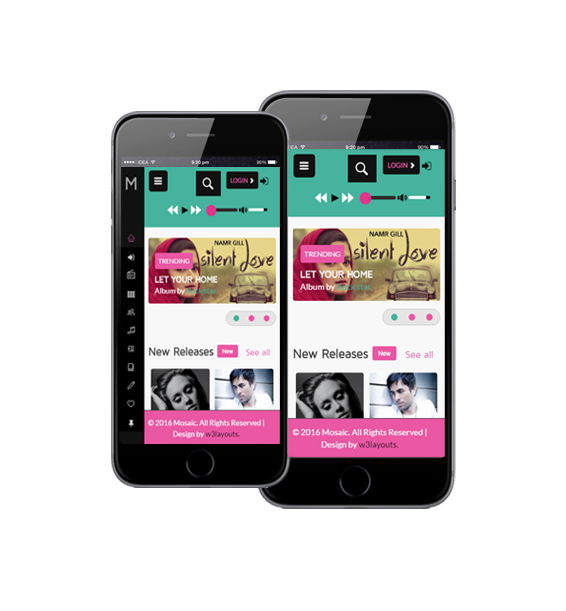 IDEA
9:20 pm
90%
M
LOGIN
NAMR GILL
silent Love
TRENDING
LET YOUR HOME
Album by
New Releases
New
See all
© 2016 Mosaic. All Rights Reserved |
Design by w3layouts.
IDEA
9:20 pm
90%
LOGIN
NAMR GILL
silent Love
TRENDING
LET YOUR HOME
Album by
New Releases
New
See all
© 2016 Mosaic. All Rights Reserved |
Design by w3layouts.